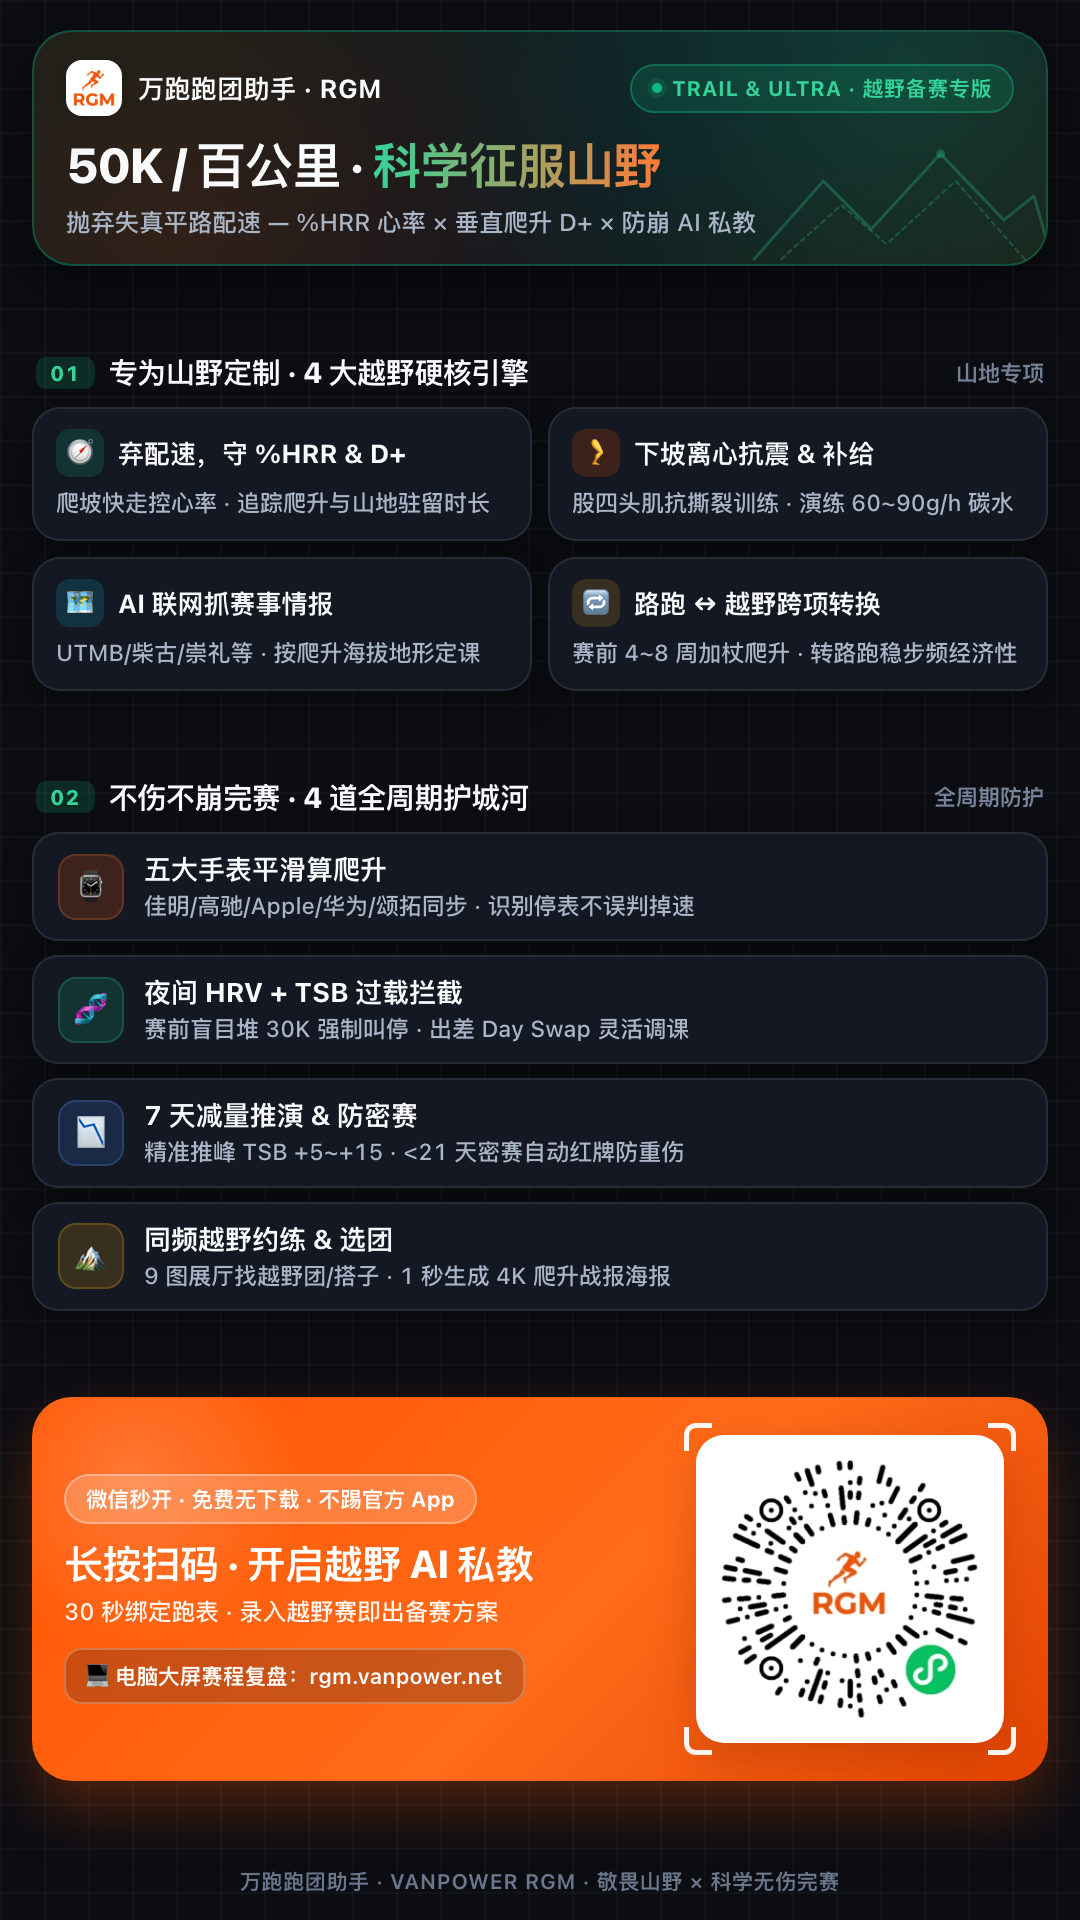 RGM
万跑跑团助手 · RGM
TRAIL & ULTRA · 越野备赛专版
50K / 百公里 · 科学征服山野
抛弃失真平路配速 — %HRR 心率 × 垂直爬升 D+ × 防崩 AI 私教
01 专为山野定制 · 4 大越野硬核引擎
山地专项
弃配速，守 %HRR & D+
爬坡快走控心率 · 追踪爬升与山地驻留时长
下坡离心抗震 & 补给
股四头肌抗撕裂训练 · 演练 60~90g/h 碳水
AI 联网抓赛事情报
UTMB/柴古/崇礼等 · 按爬升海拔地形定课
路跑 ↔ 越野跨项转换
赛前 4~8 周加杖爬升 · 转路跑稳步频经济性
02 不伤不崩完赛 · 4 道全周期护城河
全周期防护
五大手表平滑算爬升
佳明/高驰/Apple/华为/颂拓同步 · 识别停表不误判掉速
夜间 HRV + TSB 过载拦截
赛前盲目堆 30K 强制叫停 · 出差 Day Swap 灵活调课
7 天减量推演 & 防密赛
精准推峰 TSB +5~+15 · <21 天密赛自动红牌防重伤
同频越野约练 & 选团
9 图展厅找越野团/搭子 · 1 秒生成 4K 爬升战报海报
微信秒开 · 免费无下载 · 不踢官方 App
长按扫码 · 开启越野 AI 私教
30 秒绑定跑表 · 录入越野赛即出备赛方案
电脑大屏赛程复盘：rgm.vanpower.net
RGM
万跑跑团助手 · VANPOWER RGM · 敬畏山野 × 科学无伤完赛